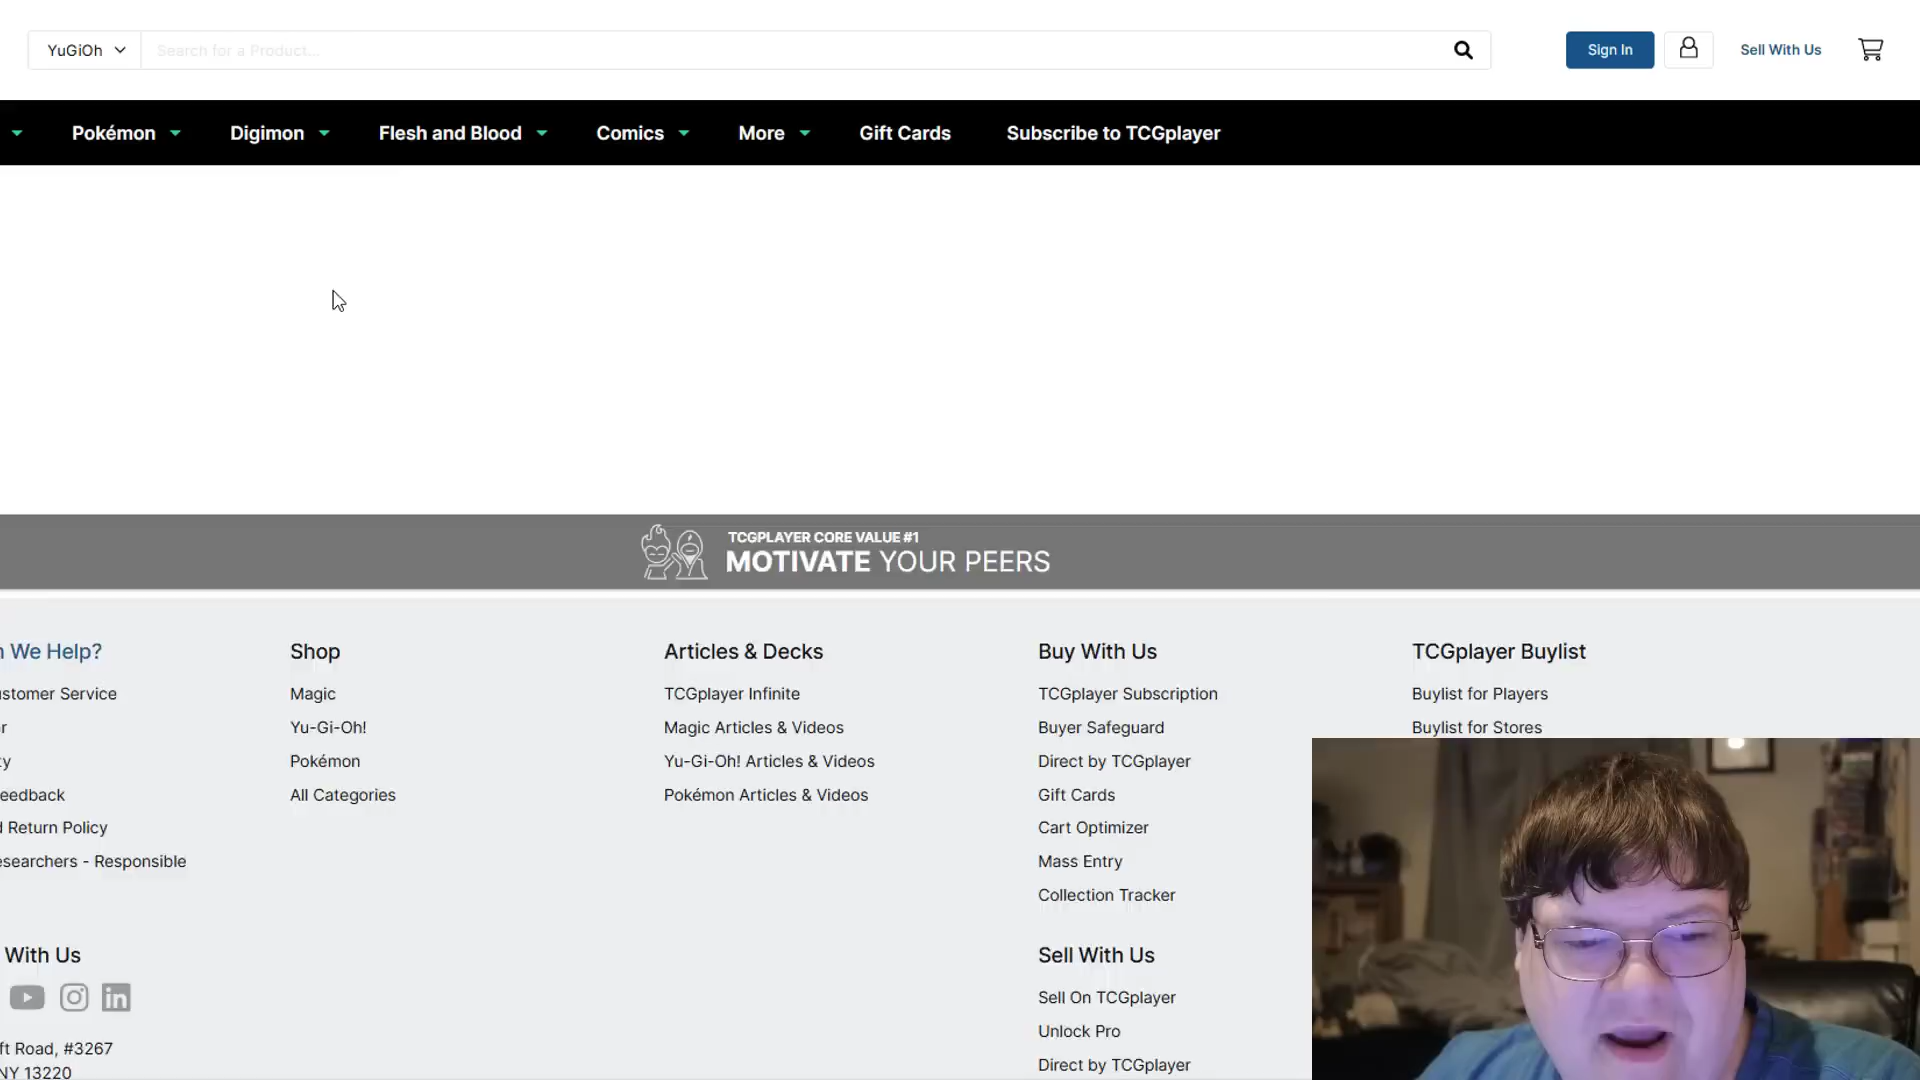 YuGiOh
Search for a Product...
Sign In
Sell With Us
Pokémon
Digimon
Flesh and Blood
Comics
More
Gift Cards
Subscribe to TCGplayer
TCGPLAYER CORE VALUE #1
MOTIVATE YOUR PEERS
We Help?
ustomer Service
r
ty
eedback
d Return Policy
esearchers - Responsible
With Us
ft Road, #3267
NY 13220
Shop
Magic
Yu-Gi-Oh!
Pokémon
All Categories
Articles & Decks
TCGplayer Infinite
Magic Articles & Videos
Yu-Gi-Oh! Articles & Videos
Pokémon Articles & Videos
Buy With Us
TCGplayer Subscription
Buyer Safeguard
Direct by TCGplayer
Gift Cards
Cart Optimizer
Mass Entry
Collection Tracker
Sell With Us
Sell On TCGplayer
Unlock Pro
Direct by TCGplayer
TCGplayer Buylist
Buylist for Players
Buylist for Stores